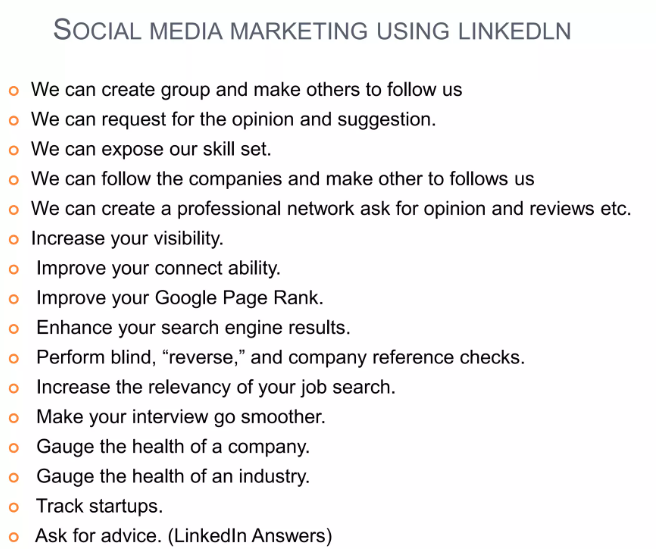 SOCIAL MEDIA MARKETING USING LINKEDLN
We can create group and make others to follow us
We can request for the opinion and suggestion.
We can expose our skill set.
We can follow the companies and make other to follows us
We can create a professional network ask for opinion and reviews etc.
Increase your visibility.
Improve your connect ability.
Improve your Google Page Rank.
Enhance your search engine results.
Perform blind, “reverse,” and company reference checks.
Increase the relevancy of your job search.
Make your interview go smoother.
Gauge the health of a company.
Gauge the health of an industry.
Track startups.
Ask for advice. (LinkedIn Answers)